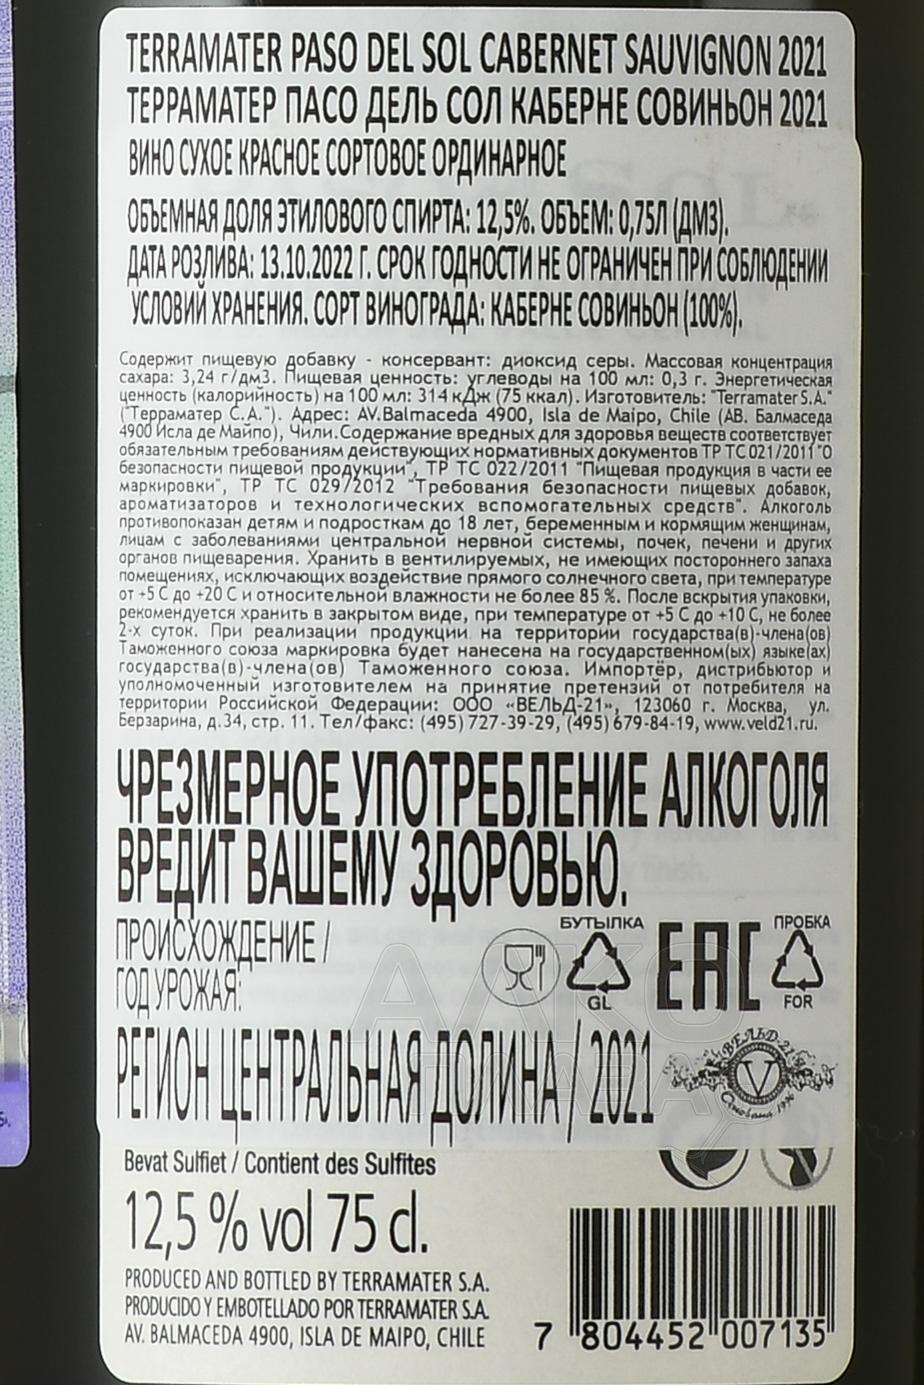 TERRAMATER PASO DEL SOL CABERNET SAUVIGNON 2021
ТЕРРАМАТЕР ПАСО ДЕЛЬ СОЛ КАБЕРНЕ СОВИНЬОН 2021
ВИНО СУХОЕ КРАСНОЕ СОРТОВОЕ ОРДИНАРНОЕ
ОБЪЕМНАЯ ДОЛЯ ЭТИЛОВОГО СПИРТА: 12,5%. ОБЪЕМ: 0,75Л (ДМ3).
ДАТА РОЗЛИВА: 13.10.2022 Г. СРОК ГОДНОСТИ НЕ ОГРАНИЧЕН ПРИ СОБЛЮДЕНИИ
УСЛОВИЙ ХРАНЕНИЯ. СОРТ ВИНОГРАДА: КАБЕРНЕ СОВИНЬОН (100%).
Содержит пищевую добавку - консервант: диоксид серы. Массовая концентрация
сахара: 3,24 г/дм3. Пищевая ценность: углеводы на 100 мл: 0,3 г. Энергетическая
ценность (калорийность) на 100 мл: 314 кДж (75 ккал). Изготовитель: "Terramater S.A."
("Терраматер С.А."). Адрес: AV.Balmaceda 4900, Isla de Maipo, Chile (АВ. Балмаседа
4900 Исла де Майпо), Чили.Содержание вредных для здоровья веществ соответствует
обязательным требованиям действующих нормативных документов ТР ТС 021/2011 "О
безопасности пищевой продукции", ТР ТС 022/2011 "Пищевая продукция в части ее
маркировки", ТР ТС 029/2012 "Требования безопасности пищевых добавок,
ароматизаторов и технологических вспомогательных средств". Алкоголь
противопоказан детям и подросткам до 18 лет, беременным и кормящим женщинам,
лицам с заболеваниями центральной нервной системы, почек, печени и других
органов пищеварения. Хранить в вентилируемых, не имеющих постороннего запаха
помещениях, исключающих воздействие прямого солнечного света, при температуре
от +5 С до +20 С и относительной влажности не более 85 %. После вскрытия упаковки,
рекомендуется хранить в закрытом виде, при температуре от +5 С до +10 С, не более
2-х суток. При реализации продукции на территории государства(в)-члена(ов)
Таможенного союза маркировка будет нанесена на государственном(ых) языке(ах)
государства(в)-члена(ов) Таможенного союза. Импортёр, дистрибьютор и
уполномоченный изготовителем на принятие претензий от потребителя на
территории Российской Федерации: ООО «ВЕЛЬД-21», 123060 г. Москва, ул.
Берзарина, д.34, стр. 11. Тел/факс: (495) 727-39-29, (495) 679-84-19, www.veld21.ru.
ЧРЕЗМЕРНОЕ УПОТРЕБЛЕНИЕ АЛКОГОЛЯ
ВРЕДИТ ВАШЕМУ ЗДОРОВЬЮ.
ПРОИСХОЖДЕНИЕ /
ГОД УРОЖАЯ:
БУТЫЛКА
GL
EAC
ПРОБКА
FOR
РЕГИОН ЦЕНТРАЛЬНАЯ ДОЛИНА / 2021
ВЕЛЬД-21
V
Основана 1996
Bevat Sulfiet / Contient des Sulfites
12,5 % vol 75 cl.
PRODUCED AND BOTTLED BY TERRAMATER S.A.
PRODUCIDO Y EMBOTELLADO POR TERRAMATER S.A.
AV. BALMACEDA 4900, ISLA DE MAIPO, CHILE
7 804452 007135